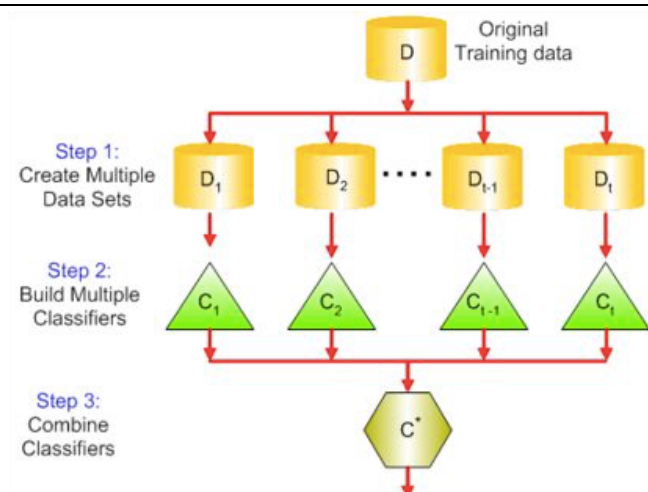 Original
Training data
D
Step 1:
Create Multiple
Data Sets
D₁
D₂
....
Dₜ₋₁
Dₜ
Step 2:
Build Multiple
Classifiers
C₁
C₂
Cₜ₋₁
Cₜ
Step 3:
Combine
Classifiers
C*